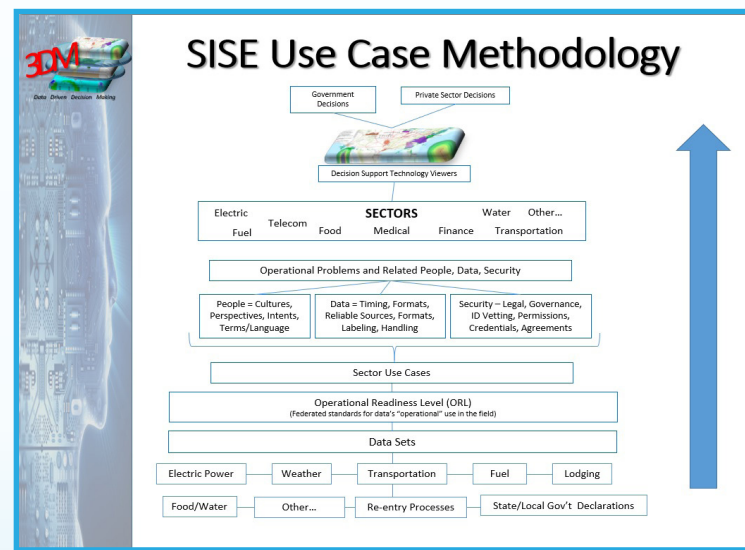 3DM
Data Driven Decision Making
SISE Use Case Methodology
Government
Decisions
Private Sector Decisions
Decision Support Technology Viewers
Electric
SECTORS
Water
Other...
Fuel
Telecom
Food
Medical
Finance
Transportation
Operational Problems and Related People, Data, Security
People = Cultures,
Perspectives, Intents,
Terms/Language
Data = Timing, Formats,
Reliable Sources, Formats,
Labeling, Handling
Security – Legal, Governance,
ID Vetting, Permissions,
Credentials, Agreements
Sector Use Cases
Operational Readiness Level (ORL)
(Federated standards for data's "operational" use in the field)
Data Sets
Electric Power
Weather
Transportation
Fuel
Lodging
Food/Water
Other...
Re-entry Processes
State/Local Gov't Declarations